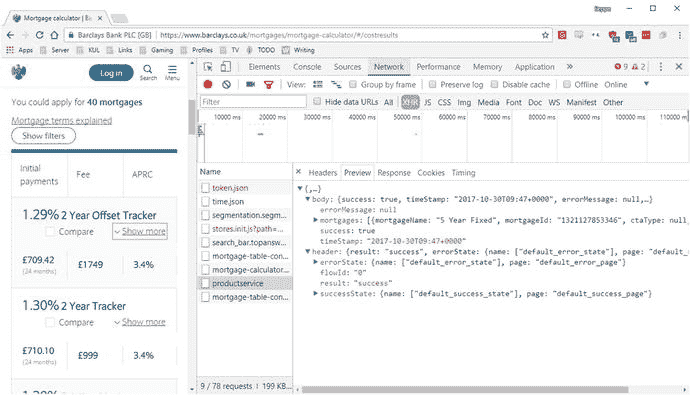 Mortgage calculator | Ba
Barclays Bank PLC [GB] | https://www.barclays.co.uk/mortgages/mortgage-calculator/#/costresults
Apps Server KUL Gaming Profiles TV TODO Writing
Log in
Search
Menu
You could apply for 40 mortgages
Mortgage terms explained
Show filters
Initial payments
Fee
APRC
1.29% 2 Year Offset Tracker
Compare Show more
£709.42 £1749 3.4%
(24 months)
1.30% 2 Year Tracker
Compare Show more
£710.10 £999 3.4%
(24 months)
Elements Console Sources Network Performance Memory Application
9 2
View: Group by frame Preserve log Disable cache Offline Online
Filter Hide data URLs All XHR JS CSS Img Media Font Doc WS Manifest Other
10000 ms 20000 ms 30000 ms 40000 ms 50000 ms 60000 ms 70000 ms 80000 ms 90000 ms 100000 ms 110000 m
Name
token.json
time.json
segmentation.segm...
stores.init.js?path=...
search_bar.topansw...
mortgage-table-con...
mortgage-calculator...
productservice
mortgage-table-con...
9 / 78 requests | 199 KB...
Headers Preview Response Cookies Timing
{,…}
body: {success: true, timeStamp: "2017-10-30T09:47+0000", errorMessage: null,…}
errorMessage: null
mortgages: [{mortgageName: "5 Year Fixed", mortgageId: "1321127853346", ctaType: null,
success: true
timeStamp: "2017-10-30T09:47+0000"
header: {result: "success", errorState: {name: ["default_error_state"], page: "default_
errorState: {name: ["default_error_state"], page: "default_error_page"}
flowId: "0"
result: "success"
successState: {name: ["default_success_state"], page: "default_success_page"}